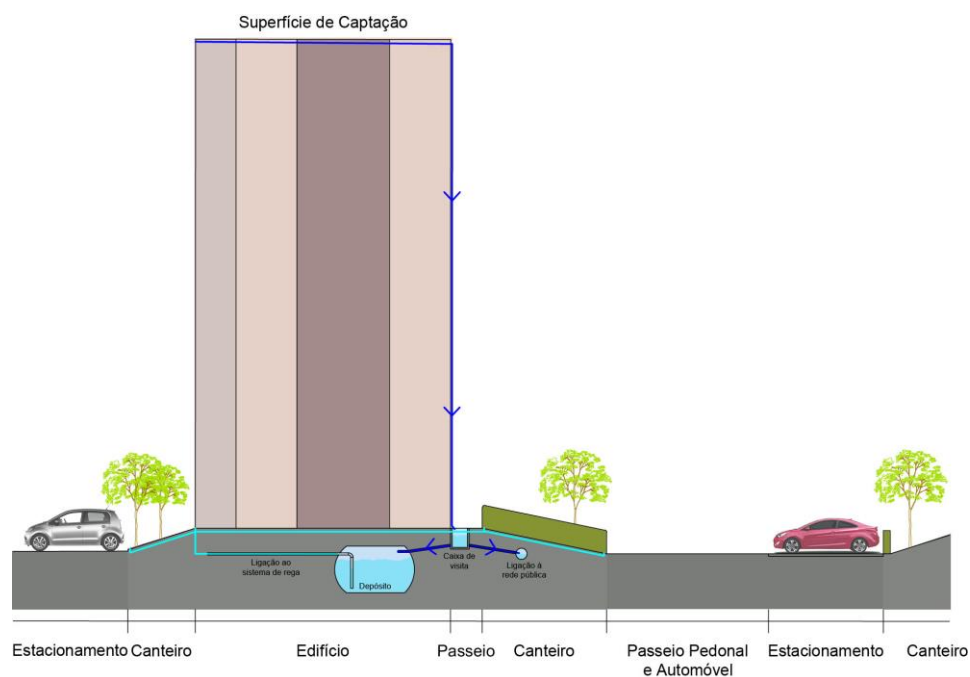 Superfície de Captação
Ligação ao
sistema de rega
Depósito
Caixa de
visita
Ligação à
rede pública
Estacionamento
Canteiro
Edifício
Passeio
Canteiro
Passeio Pedonal
e Automóvel
Estacionamento
Canteiro